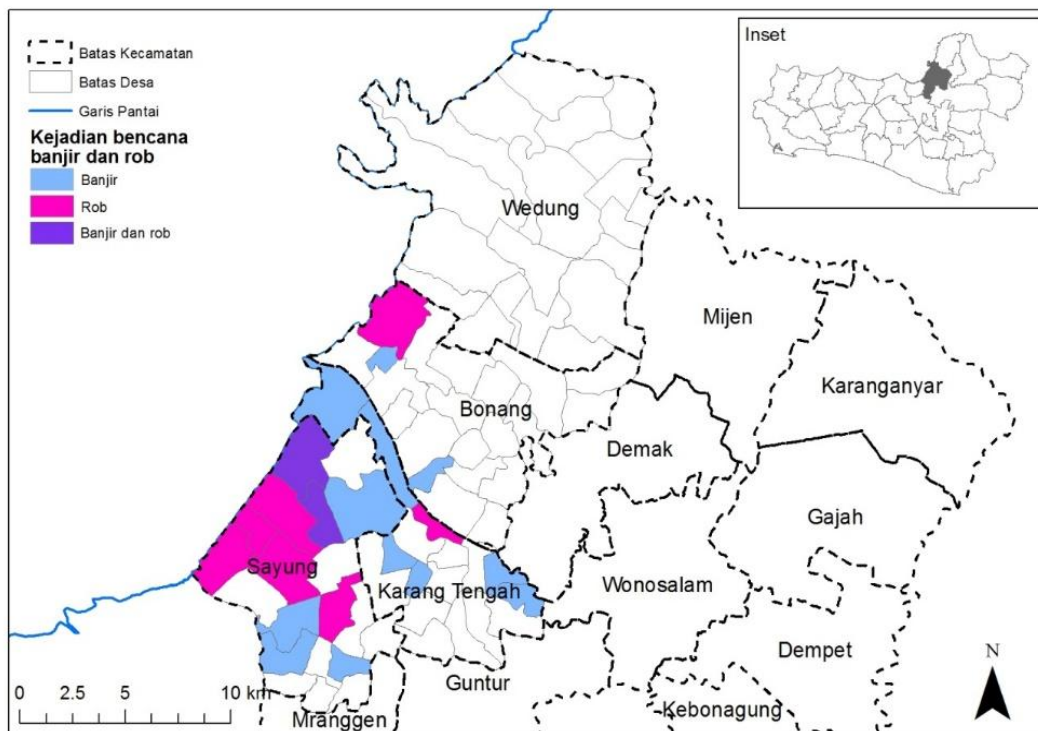 Batas Kecamatan
Batas Desa
Garis Pantai
Kejadian bencana
banjir dan rob
Banjir
Rob
Banjir dan rob
Inset
Wedung
Mijen
Karanganyar
Bonang
Demak
Gajah
Sayung
Karang Tengah
Wonosalam
Dempet
Guntur
Kebonagung
Mranggen
0 2.5 5 10 km
N